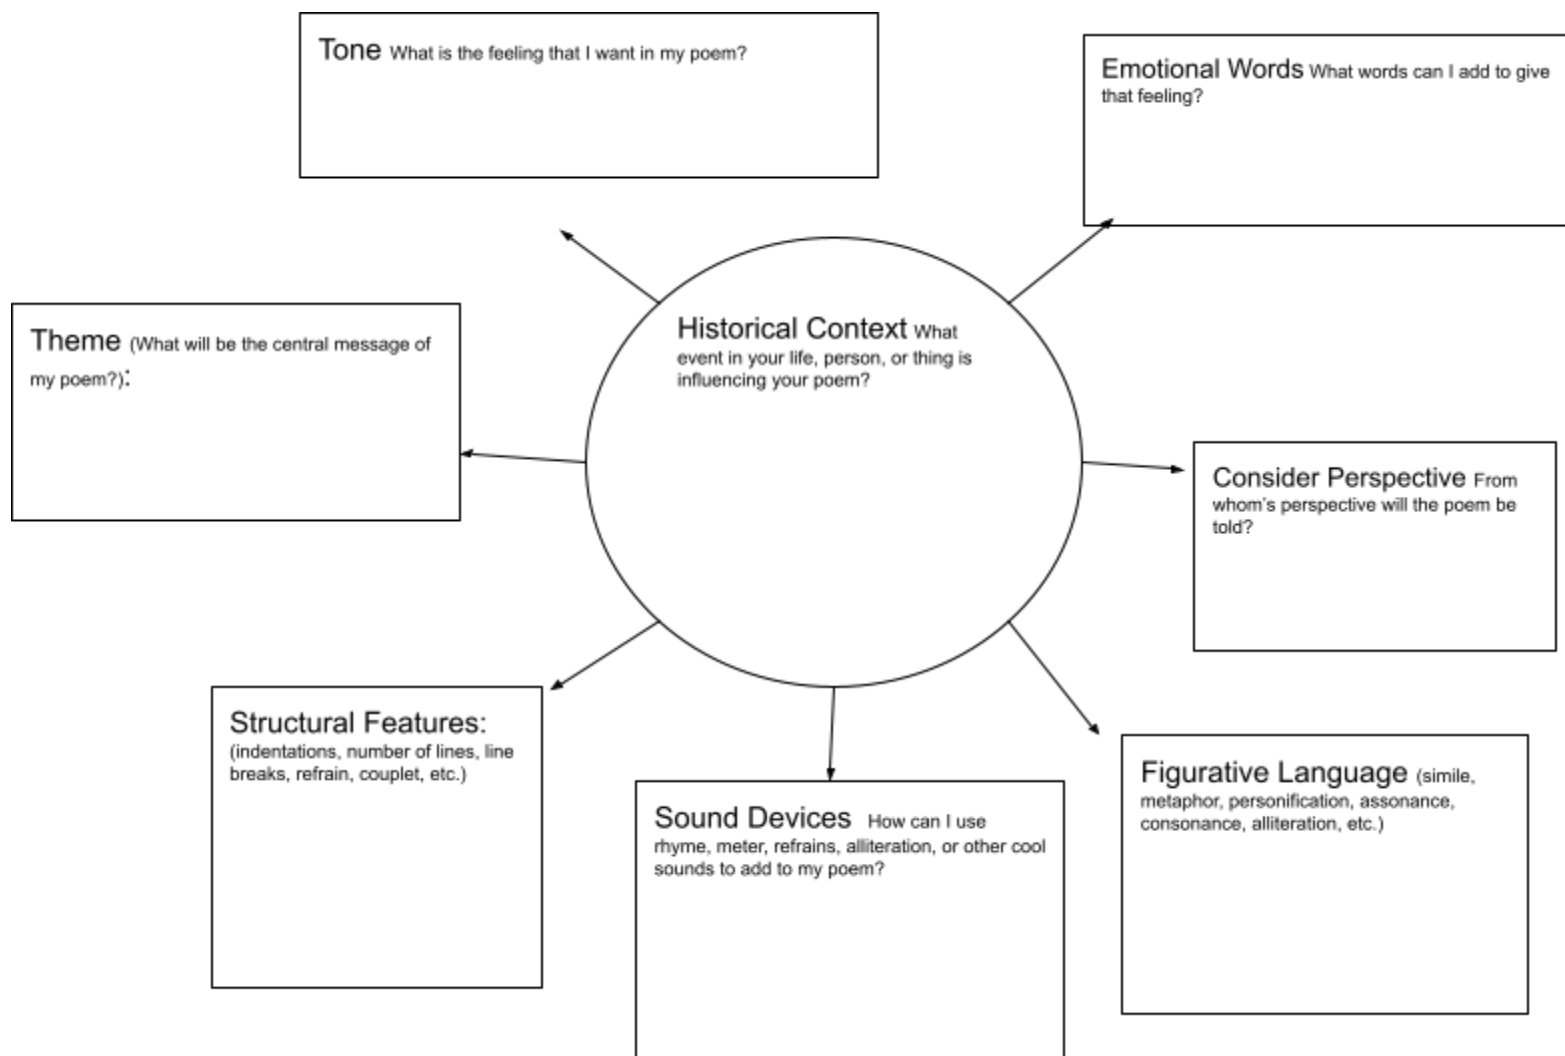 Tone What is the feeling that I want in my poem?
Emotional Words What words can I add to give
that feeling?
Historical Context What
event in your life, person, or thing is
influencing your poem?
Theme (What will be the central message of
my poem?):
Consider Perspective From
whom's perspective will the poem be
told?
Structural Features:
(indentations, number of lines, line
breaks, refrain, couplet, etc.)
Sound Devices How can I use
rhyme, meter, refrains, alliteration, or other cool
sounds to add to my poem?
Figurative Language (simile,
metaphor, personification, assonance,
consonance, alliteration, etc.)